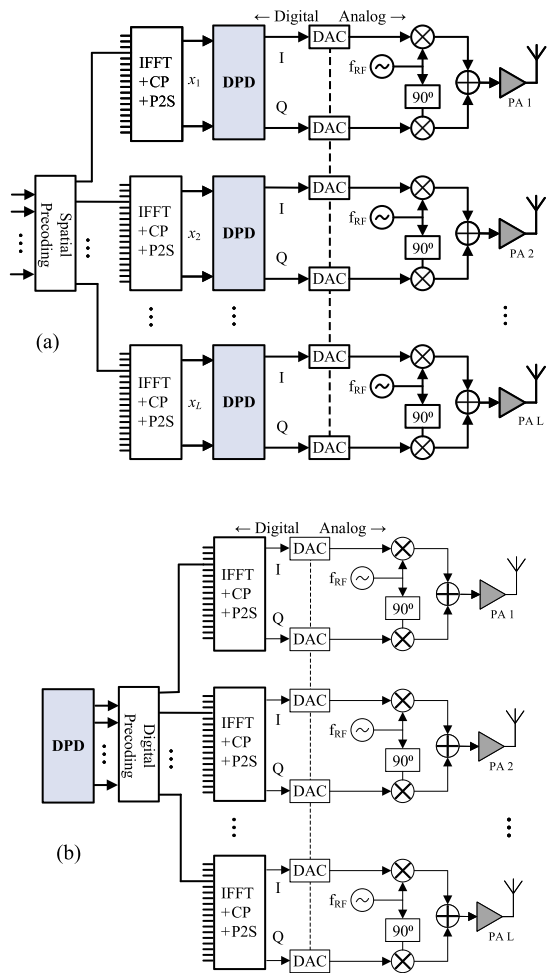 ← Digital Analog →
IFFT
+CP
+P2S
x1
DPD
I
Q
DAC
DAC
fRF
90º
PA 1
Spatial
Precoding
IFFT
+CP
+P2S
x2
DPD
I
Q
DAC
DAC
fRF
90º
PA 2
(a)
IFFT
+CP
+P2S
xL
DPD
I
Q
DAC
DAC
fRF
90º
PA L
← Digital Analog →
IFFT
+CP
+P2S
I
Q
DAC
DAC
fRF
90º
PA 1
DPD
Digital
Precoding
IFFT
+CP
+P2S
I
Q
DAC
DAC
fRF
90º
PA 2
(b)
IFFT
+CP
+P2S
I
Q
DAC
DAC
fRF
90º
PA L